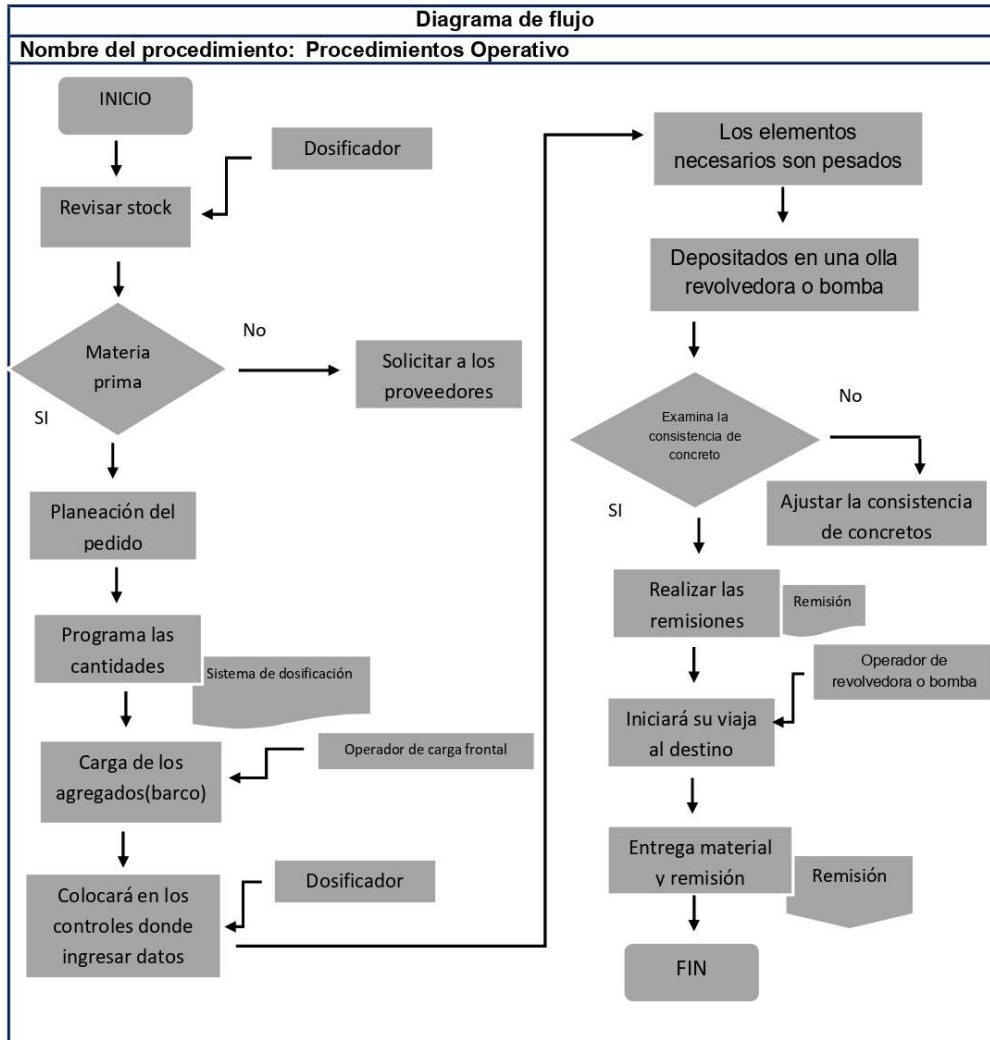 Diagrama de flujo
Nombre del procedimiento: Procedimientos Operativo
INICIO
Dosificador
Revisar stock
Materia
prima
No
Solicitar a los
proveedores
SI
Planeación del
pedido
Programa las
cantidades
Sistema de dosificación
Carga de los
agregados(barco)
Operador de carga frontal
Colocará en los
controles donde
ingresar datos
Dosificador
Los elementos
necesarios son pesados
Depositados en una olla
revolvedora o bomba
Examina la
consistencia de
concreto
No
Ajustar la consistencia
de concretos
SI
Realizar las
remisiones
Remisión
Operador de
revolvedora o bomba
Iniciará su viaja
al destino
Entrega material
y remisión
Remisión
FIN